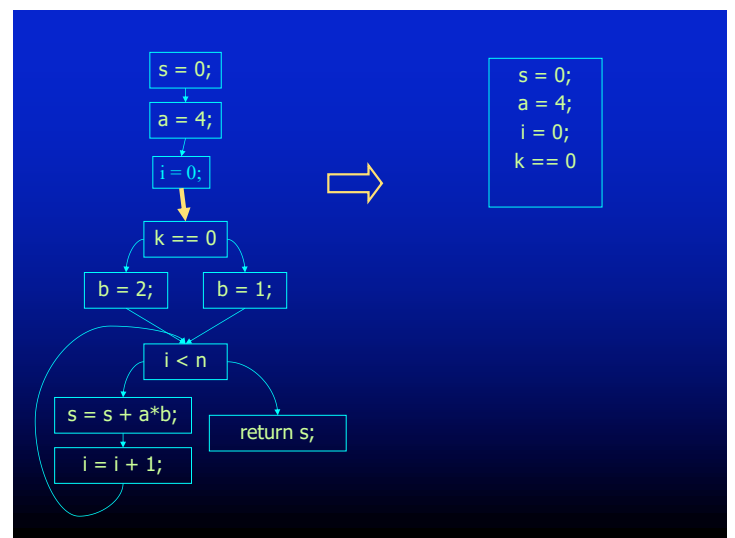 s = 0;
a = 4;
i = 0;
k == 0
b = 2;
b = 1;
i < n
s = s + a*b;
return s;
i = i + 1;
s = 0;
a = 4;
i = 0;
k == 0